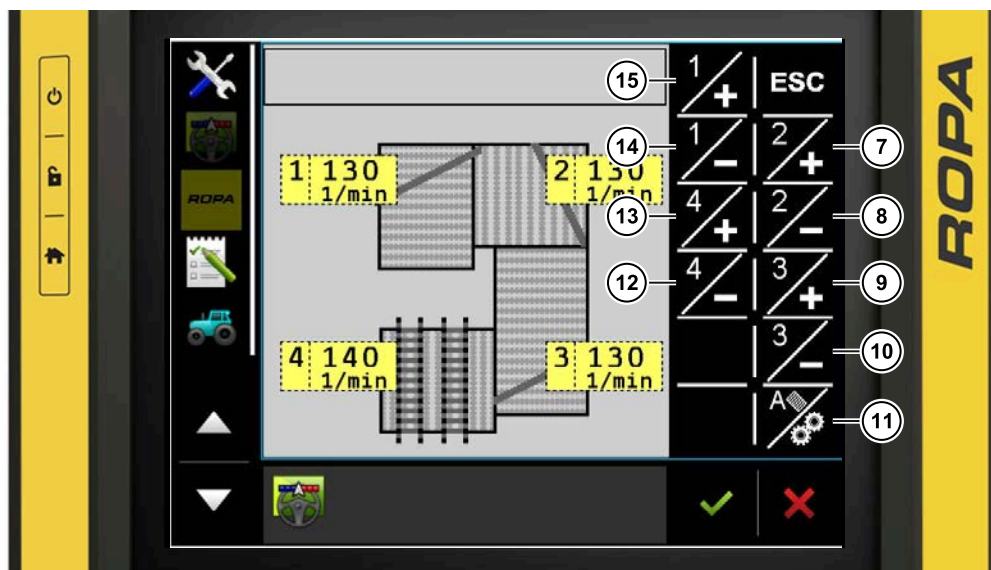 ROPA
ROPA
1 130
1/min
2 130
1/min
4 140
1/min
3 130
1/min
15
1/+
ESC
14
1/-
2/+
7
13
4/+
2/-
8
12
4/-
3/+
9
3/-
10
A
11